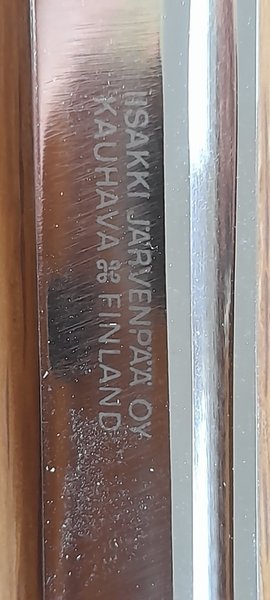 IISAKKI JÄRVENPÄÄ OY
KAUHAVA ⌘ FINLAND